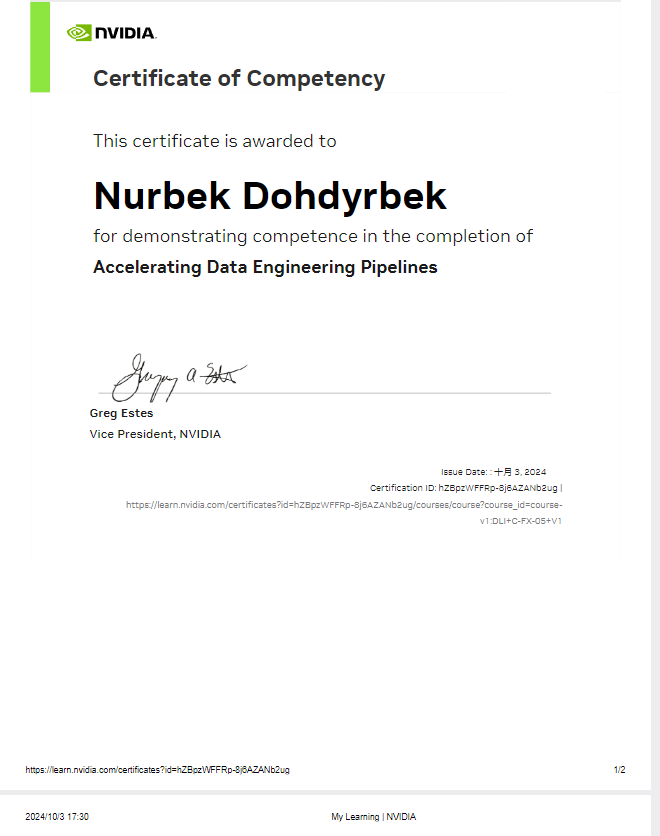 NVIDIA.
Certificate of Competency
This certificate is awarded to
Nurbek Dohdyrbek
for demonstrating competence in the completion of
Accelerating Data Engineering Pipelines
Greg Estes
Vice President, NVIDIA
Issue Date: : 十月 3, 2024
Certification ID: hZBpzWFFRp-8j6AZANb2ug |
https://learn.nvidia.com/certificates?id=hZBpzWFFRp-8j6AZANb2ug/courses/course?course_id=course-
v1:DLI+C-FX-05+V1
https://learn.nvidia.com/certificates?id=hZBpzWFFRp-8j6AZANb2ug
1/2
2024/10/3 17:30
My Learning | NVIDIA